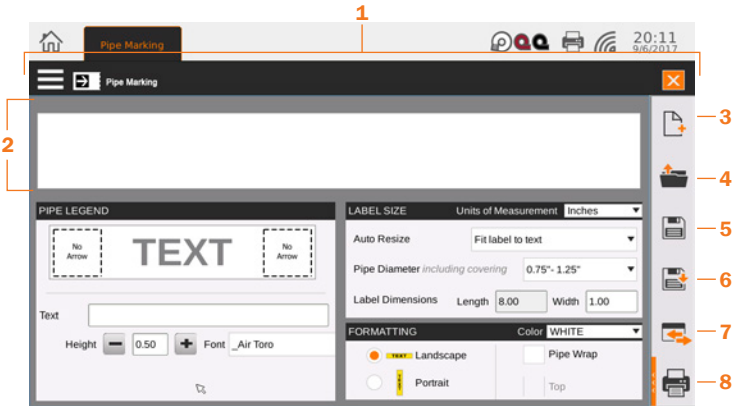 1
20:11
9/6/2017
Pipe Marking
Pipe Marking
2
3
4
5
6
7
8
PIPE LEGEND
No Arrow
TEXT
No Arrow
Text
Height
0.50
Font
_Air Toro
LABEL SIZE
Units of Measurement
Inches
Auto Resize
Fit label to text
Pipe Diameter including covering
0.75"- 1.25"
Label Dimensions
Length
8.00
Width
1.00
FORMATTING
Color
WHITE
TEXT
Landscape
Pipe Wrap
TEXT
Portrait
Top